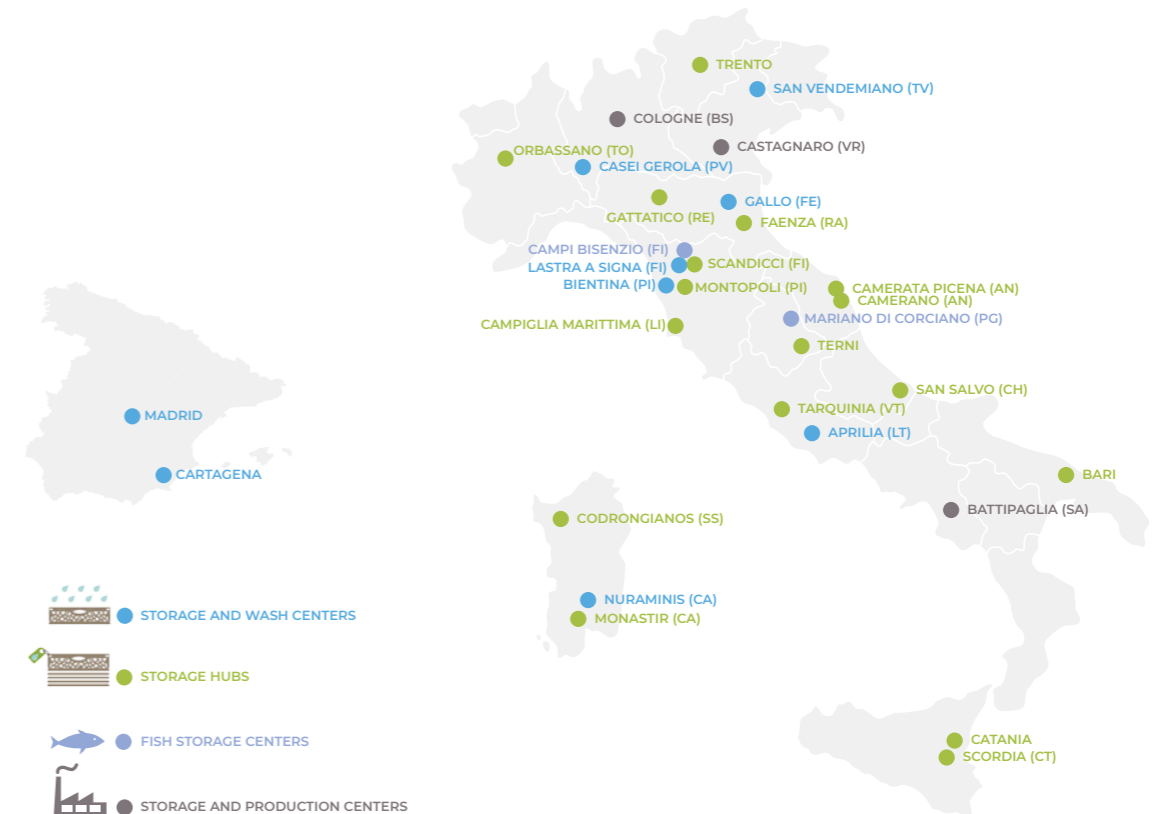 TRENTO
SAN VENDEMIANO (TV)
COLOGNE (BS)
CASTAGNARO (VR)
ORBASSANO (TO)
CASEI GEROLA (PV)
GALLO (FE)
GATTATICO (RE)
FAENZA (RA)
CAMPI BISENZIO (FI)
SCANDICCI (FI)
LASTRA A SIGNA (FI)
BIENTINA (PI)
MONTOPOLI (PI)
CAMERATA PICENA (AN)
CAMERANO (AN)
MARIANO DI CORCIANO (PG)
CAMPIGLIA MARITTIMA (LI)
TERNI
SAN SALVO (CH)
TARQUINIA (VT)
MADRID
APRILIA (LT)
CARTAGENA
BARI
BATTIPAGLIA (SA)
CODRONGIANOS (SS)
NURAMINIS (CA)
MONASTIR (CA)
STORAGE AND WASH CENTERS
STORAGE HUBS
FISH STORAGE CENTERS
CATANIA
SCORDIA (CT)
STORAGE AND PRODUCTION CENTERS